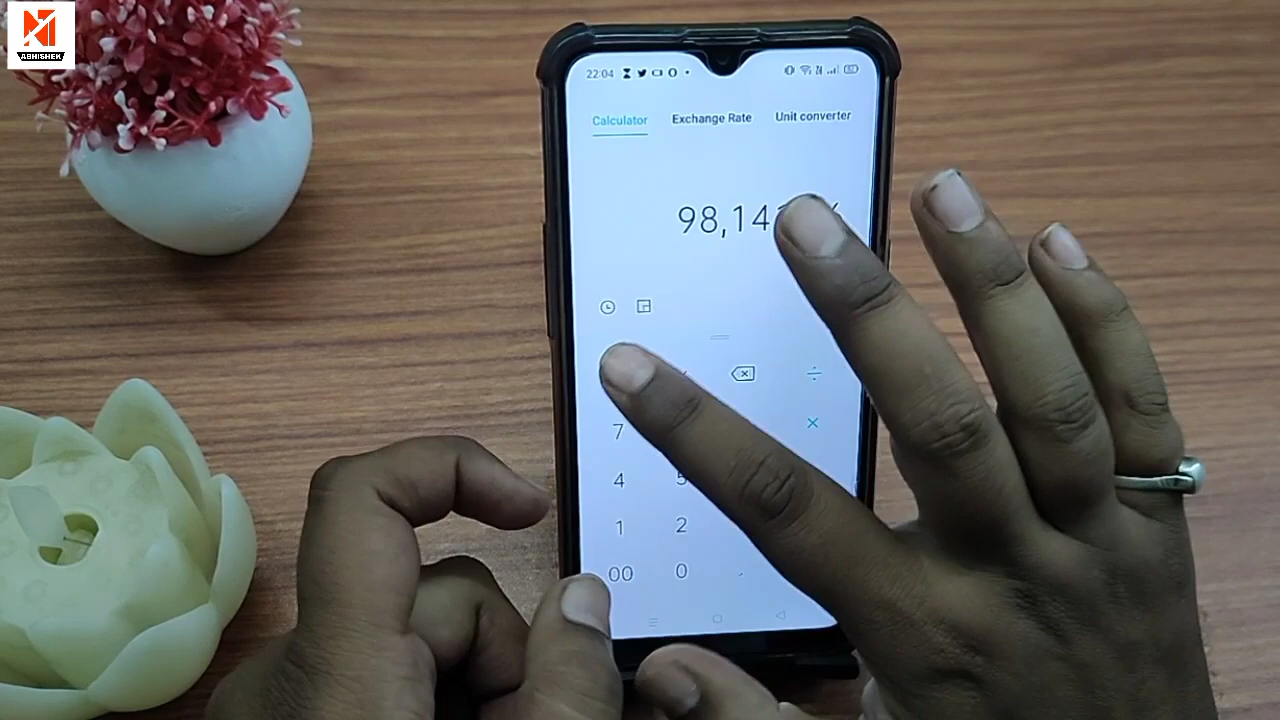 ABHISHEK
22:04
Calculator Exchange Rate Unit converter
98,14
÷
7 ×
4 5
1 2
00 0 .